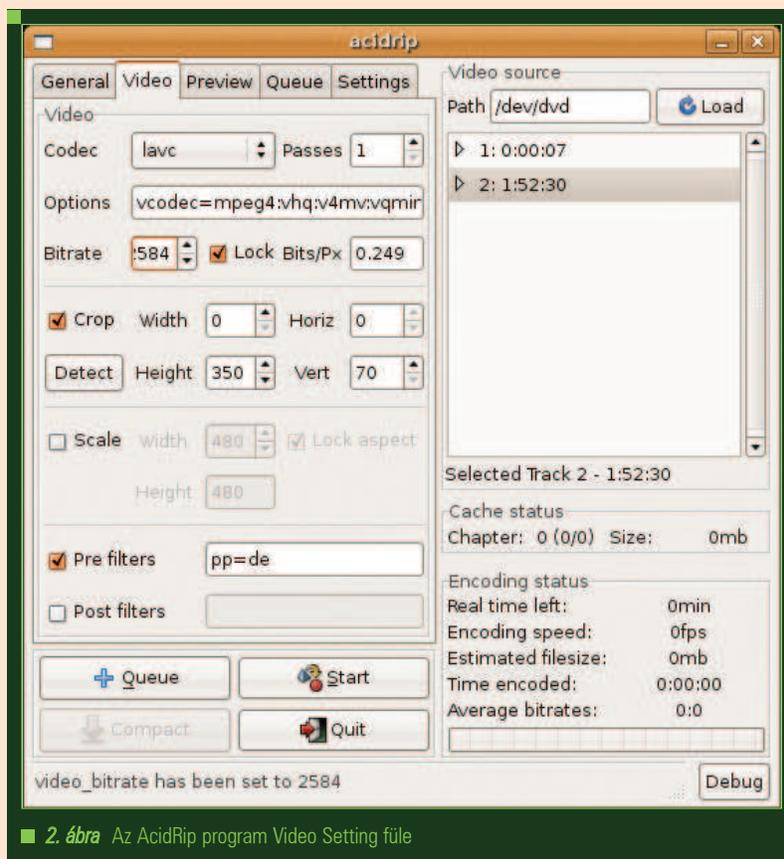 acidrip
General Video Preview Queue Settings
Video
Codec lavc Passes 1
Options vcodec=mpeg4:vhq:v4mv:vqmin
Bitrate 2584 Lock Bits/Px 0.249
Crop Width 0 Horiz 0
Detect Height 350 Vert 70
Scale Width 480 Lock aspect
Height 480
Pre filters pp=de
Post filters
Queue Start
Compact Quit
video_bitrate has been set to 2584
Video source
Path /dev/dvd Load
1: 0:00:07
2: 1:52:30
Selected Track 2 - 1:52:30
Cache status
Chapter: 0 (0/0) Size: 0mb
Encoding status
Real time left: 0min
Encoding speed: 0fps
Estimated filesize: 0mb
Time encoded: 0:00:00
Average bitrates: 0:0
Debug
2. ábra Az AcidRip program Video Setting füle